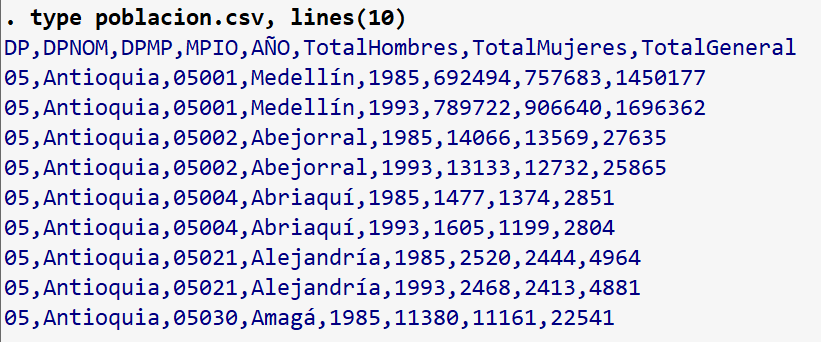 . type poblacion.csv, lines(10)
DP,DPNOM,DPMP,MPIO,AÑO,TotalHombres,TotalMujeres,TotalGeneral
05,Antioquia,05001,Medellín,1985,692494,757683,1450177
05,Antioquia,05001,Medellín,1993,789722,906640,1696362
05,Antioquia,05002,Abejorral,1985,14066,13569,27635
05,Antioquia,05002,Abejorral,1993,13133,12732,25865
05,Antioquia,05004,Abriaquí,1985,1477,1374,2851
05,Antioquia,05004,Abriaquí,1993,1605,1199,2804
05,Antioquia,05021,Alejandría,1985,2520,2444,4964
05,Antioquia,05021,Alejandría,1993,2468,2413,4881
05,Antioquia,05030,Amagá,1985,11380,11161,22541